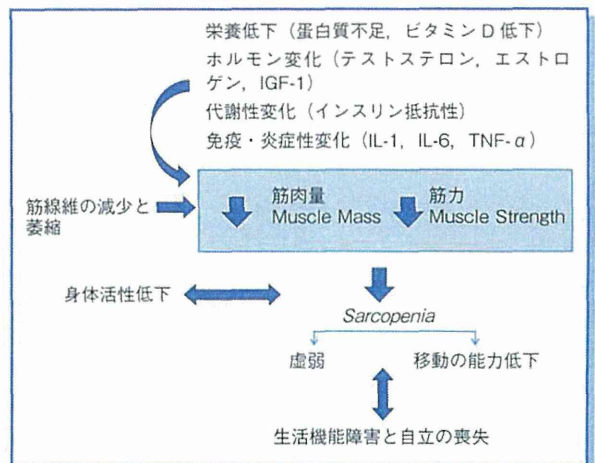 栄養低下（蛋白質不足，ビタミン D 低下）
ホルモン変化（テストステロン，エストロ
ゲン，IGF-1）
代謝性変化（インスリン抵抗性）
免疫・炎症性変化（IL-1，IL-6，TNF-α）
筋線維の減少と
萎縮
筋肉量
Muscle Mass
筋力
Muscle Strength
身体活性低下
Sarcopenia
虚弱
移動の能力低下
生活機能障害と自立の喪失